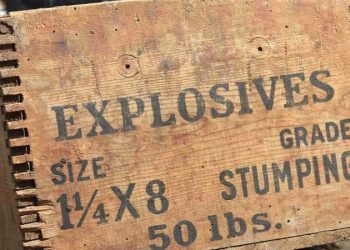 EXPLOSIVES
GRADE
SIZE
STUMPING
1¼X8
50 lbs.